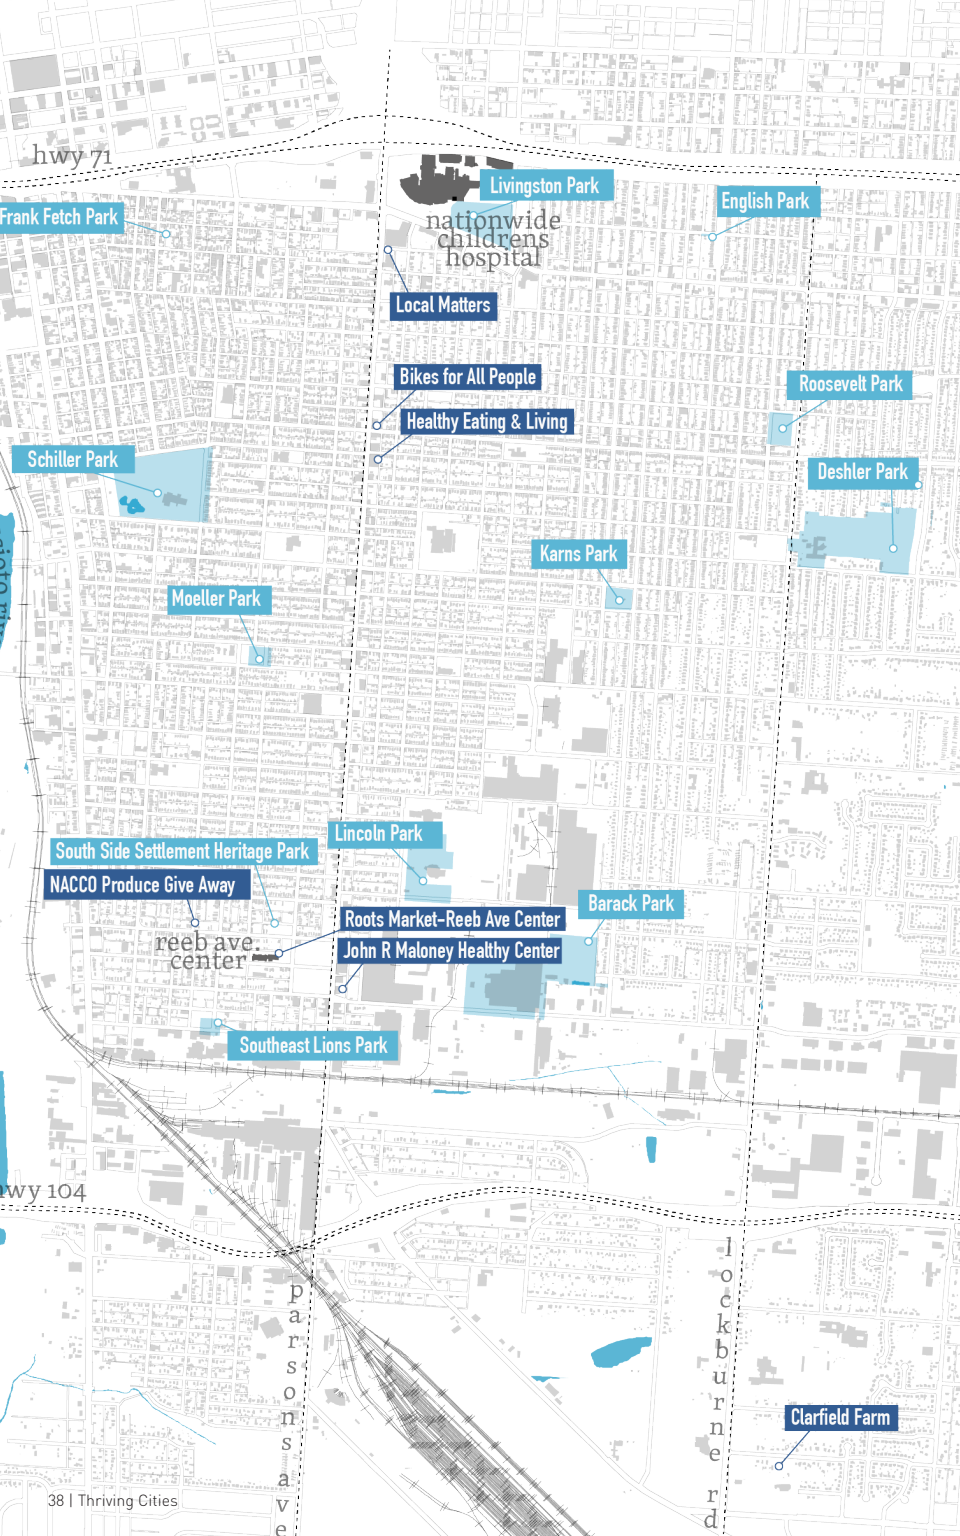 hwy 71
Livingston Park
English Park
Frank Fetch Park
nationwide
childrens
hospital
Local Matters
Bikes for All People
Roosevelt Park
Healthy Eating & Living
Schiller Park
Deshler Park
Karns Park
Moeller Park
Lincoln Park
South Side Settlement Heritage Park
NACCO Produce Give Away
Barack Park
Roots Market-Reeb Ave Center
reeb ave.
center
John R Maloney Healthy Center
Southeast Lions Park
hwy 104
parsons ave
lockburne rd
Clarfield Farm
38 | Thriving Cities